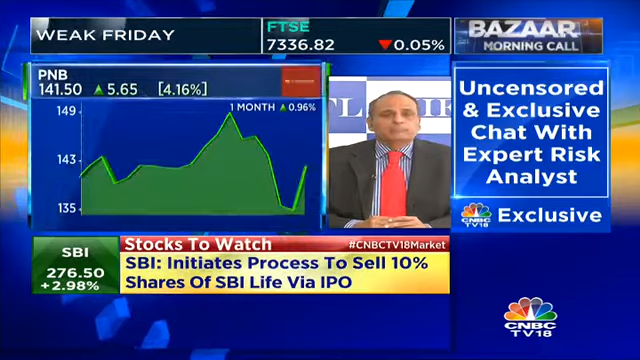 WEAK FRIDAY
FTSE
7336.82
0.05%
BAZAAR
MORNING CALL
PNB
141.50
5.65
[4.16%]
1 MONTH 0.96%
149
143
135
Uncensored
& Exclusive
Chat With
Expert Risk
Analyst
CNBC
TV18
Exclusive
SBI
276.50
+2.98%
Stocks To Watch
#CNBCTV18Market
SBI: Initiates Process To Sell 10%
Shares Of SBI Life Via IPO
CNBC
TV18